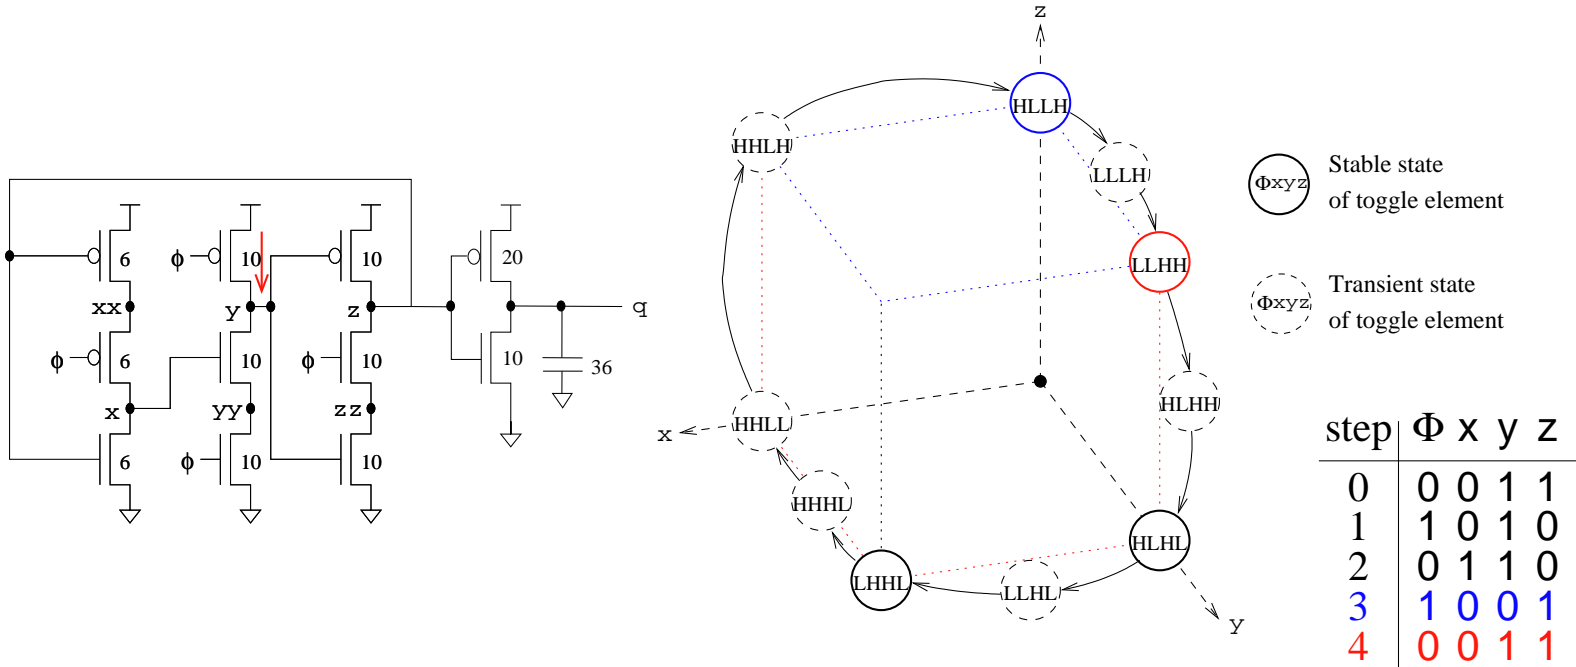 6
xx
ϕ
6
x
6
ϕ
10
y
10
yy
ϕ
10
10
z
ϕ
10
zz
10
20
q
10
36
z
HLLH
HHLH
LLLH
LLHH
HLHH
x
HHLL
HHHL
HLHL
LHHL
LLHL
y
Φxyz
Stable state
of toggle element
Φxyz
Transient state
of toggle element
step Φ x y z
0 0 0 1 1
1 1 0 1 0
2 0 1 1 0
3 1 0 0 1
4 0 0 1 1